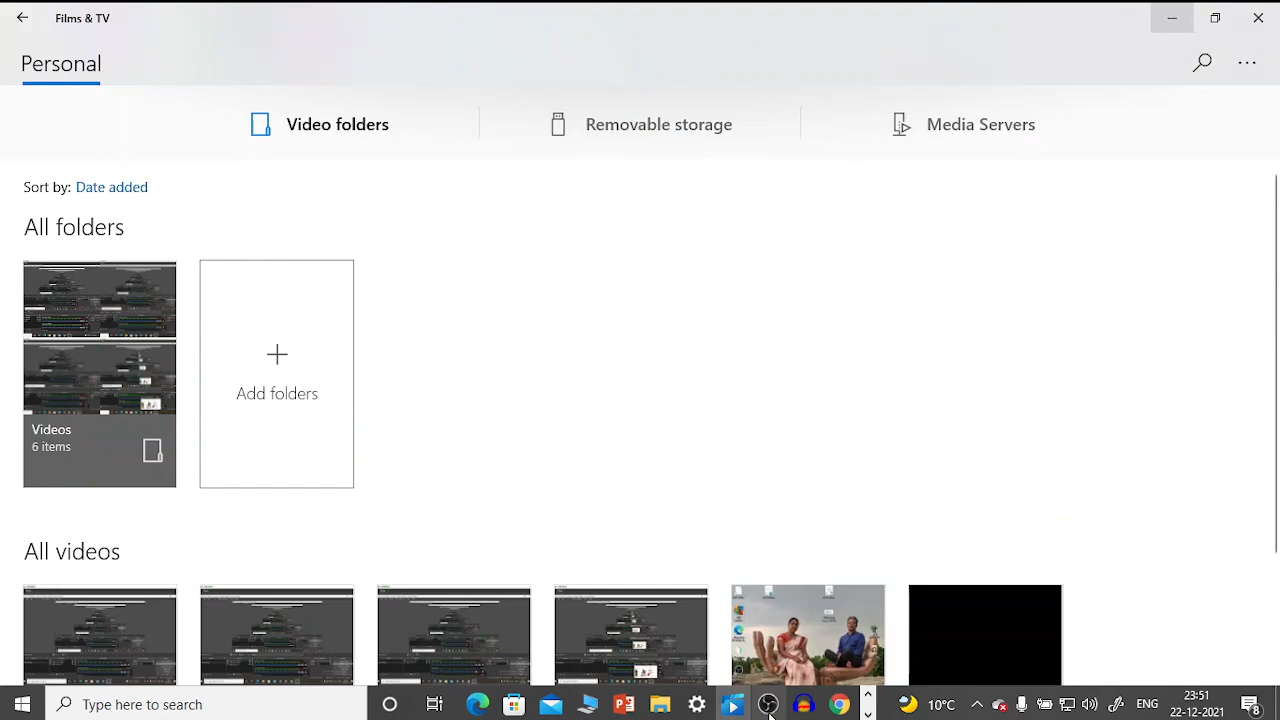 Films & TV
Personal
Video folders
Removable storage
Media Servers
Sort by: Date added
All folders
Add folders
Videos
6 items
All videos
Type here to search
10°C
ENG
23:51
22-12-2021
8